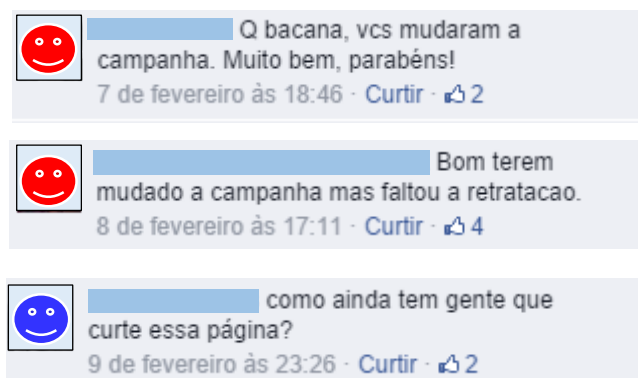 Q bacana, vcs mudaram a
campanha. Muito bem, parabéns!
7 de fevereiro às 18:46 · Curtir · 2
Bom terem
mudado a campanha mas faltou a retratacao.
8 de fevereiro às 17:11 · Curtir · 4
como ainda tem gente que
curte essa página?
9 de fevereiro às 23:26 · Curtir · 2